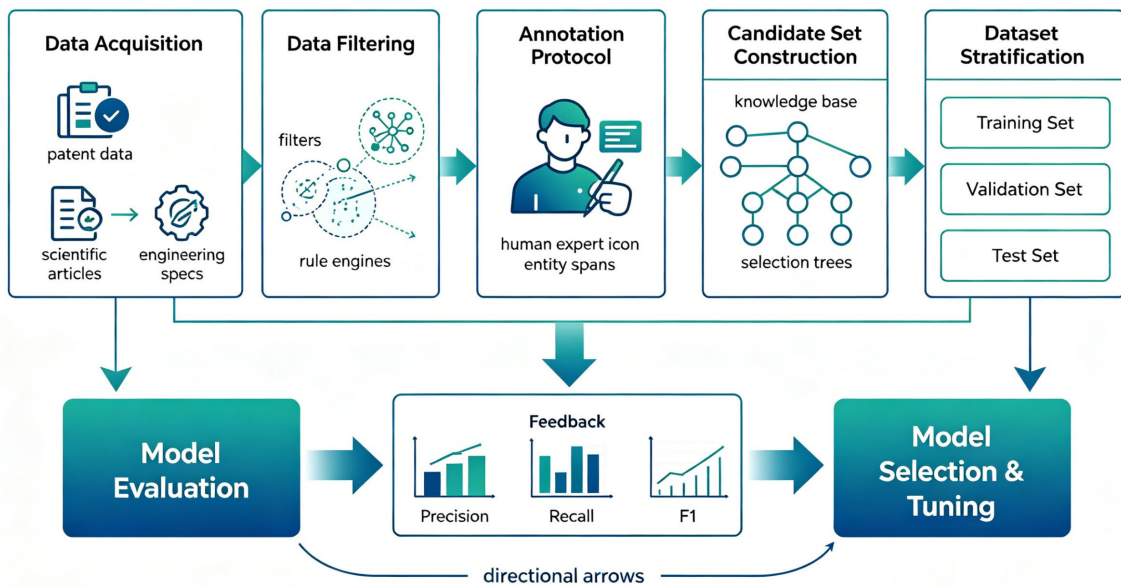 Data Acquisition
patent data
scientific
articles
engineering
specs
Data Filtering
filters
rule engines
Annotation
Protocol
human expert icon
entity spans
Candidate Set
Construction
knowledge base
selection trees
Dataset
Stratification
Training Set
Validation Set
Test Set
Model
Evaluation
Feedback
Precision
Recall
F1
Model
Selection &
Tuning
directional arrows